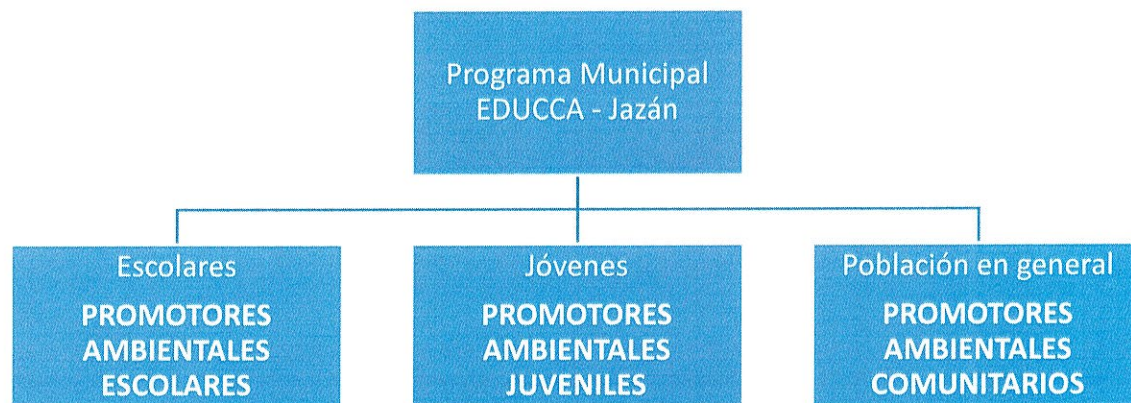 Programa Municipal
EDUCCA - Jazán
Escolares
PROMOTORES
AMBIENTALES
ESCOLARES
Jóvenes
PROMOTORES
AMBIENTALES
JUVENILES
Población en general
PROMOTORES
AMBIENTALES
COMUNITARIOS